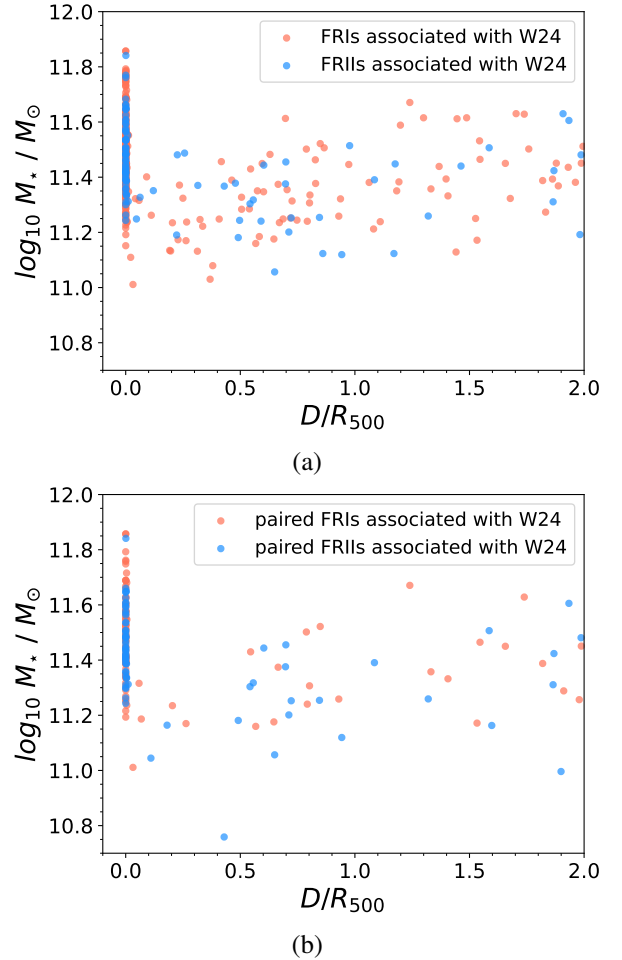 12.0
11.8
11.6
11.4
11.2
11.0
10.8
log₁₀ M⋆ / M⊙
FRIs associated with W24
FRIIs associated with W24
0.0 0.5 1.0 1.5 2.0
D/R₅₀₀
(a)
12.0
11.8
11.6
11.4
11.2
11.0
10.8
log₁₀ M⋆ / M⊙
paired FRIs associated with W24
paired FRIIs associated with W24
0.0 0.5 1.0 1.5 2.0
D/R₅₀₀
(b)